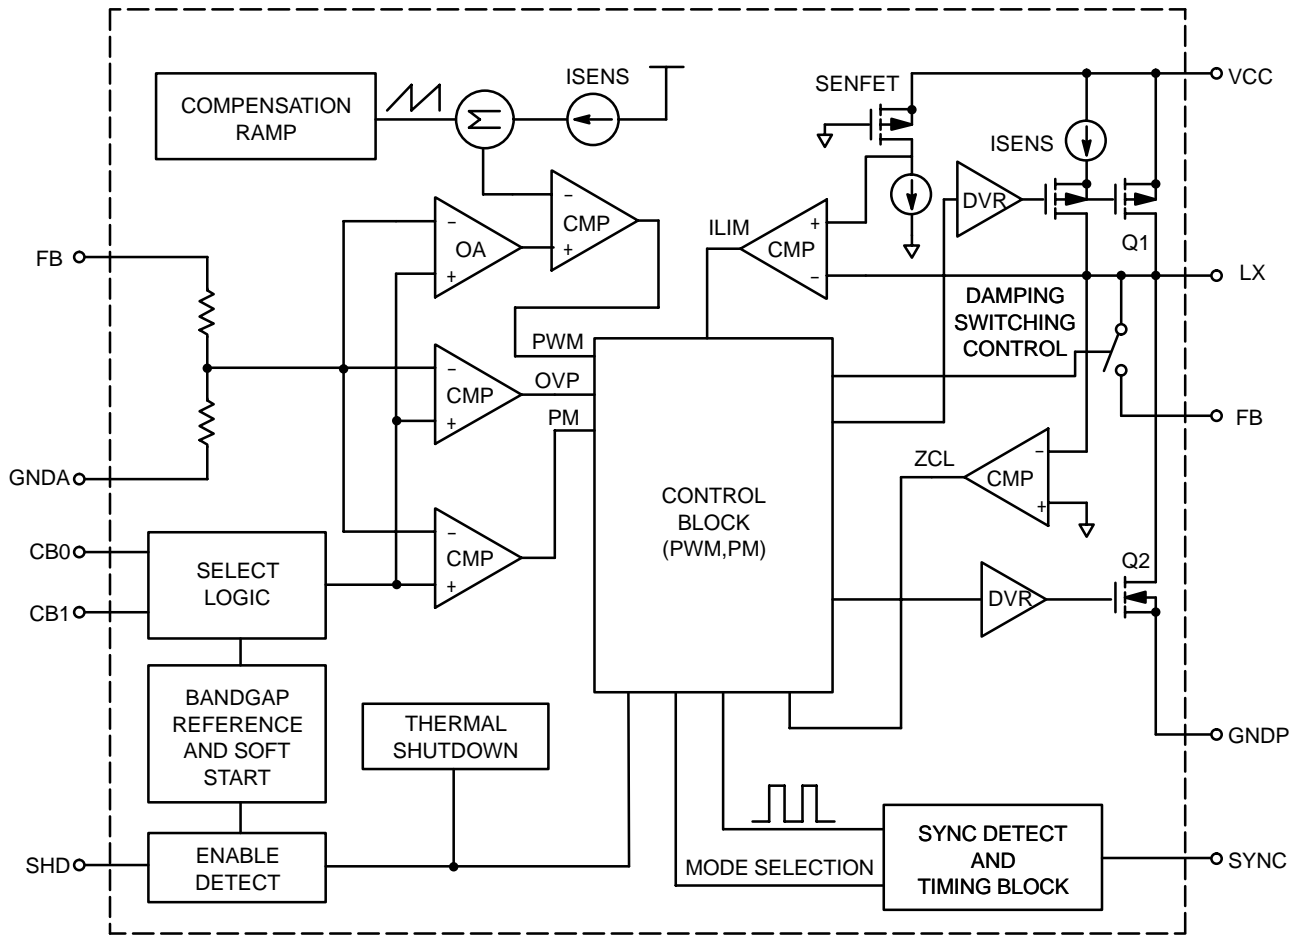 COMPENSATION
RAMP
Σ
ISENS
SENFET
VCC
ISENS
DVR
Q1
−
CMP
+
−
OA
+
ILIM
+
CMP
−
FB
LX
DAMPING
SWITCHING
CONTROL
PWM
−
CMP
+
OVP
PM
FB
GNDA
ZCL
−
CMP
+
CONTROL
BLOCK
(PWM,PM)
CB0
CB1
SELECT
LOGIC
−
CMP
+
DVR
Q2
BANDGAP
REFERENCE
AND SOFT
START
THERMAL
SHUTDOWN
GNDP
SHD
ENABLE
DETECT
MODE SELECTION
SYNC DETECT
AND
TIMING BLOCK
SYNC